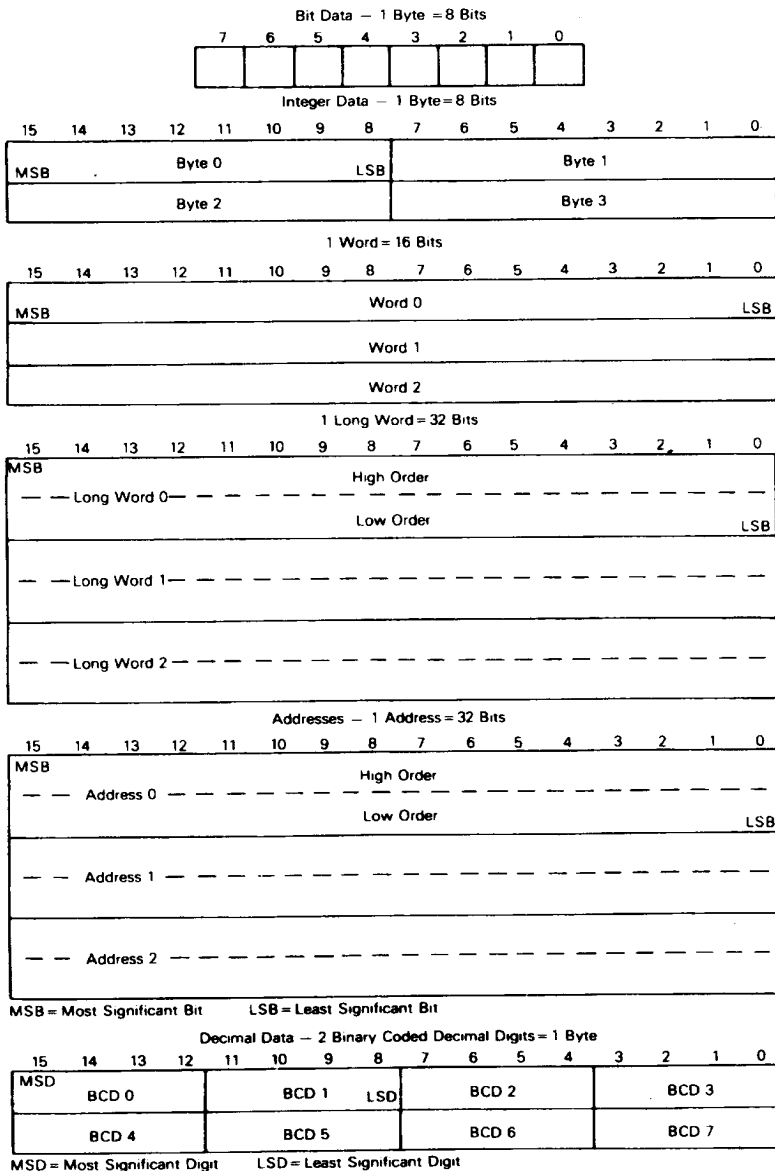 Bit Data — 1 Byte = 8 Bits
7 6 5 4 3 2 1 0
Integer Data — 1 Byte = 8 Bits
15 14 13 12 11 10 9 8 7 6 5 4 3 2 1 0
MSB Byte 0 LSB Byte 1
Byte 2 Byte 3
1 Word = 16 Bits
15 14 13 12 11 10 9 8 7 6 5 4 3 2 1 0
MSB Word 0 LSB
Word 1
Word 2
1 Long Word = 32 Bits
15 14 13 12 11 10 9 8 7 6 5 4 3 2 1 0
MSB High Order
Long Word 0
Low Order LSB
Long Word 1
Long Word 2
Addresses — 1 Address = 32 Bits
15 14 13 12 11 10 9 8 7 6 5 4 3 2 1 0
MSB High Order
Address 0
Low Order LSB
Address 1
Address 2
MSB = Most Significant Bit LSB = Least Significant Bit
Decimal Data — 2 Binary Coded Decimal Digits = 1 Byte
15 14 13 12 11 10 9 8 7 6 5 4 3 2 1 0
MSD BCD 0 BCD 1 LSD BCD 2 BCD 3
BCD 4 BCD 5 BCD 6 BCD 7
MSD = Most Significant Digit LSD = Least Significant Digit